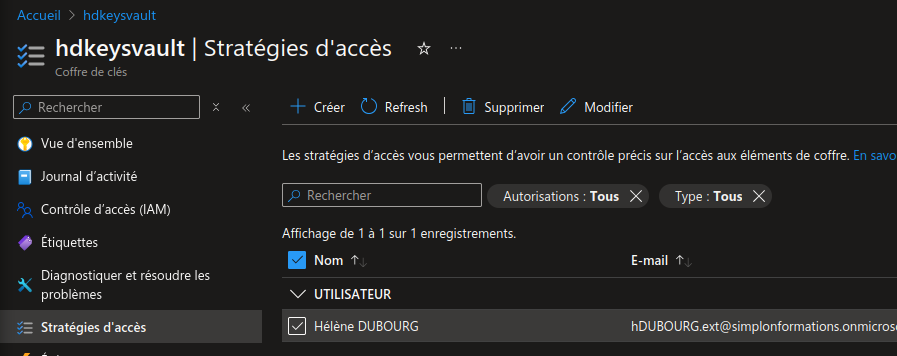 Accueil > hdkeysvault
hdkeysvault | Stratégies d'accès
Coffre de clés
Rechercher
Vue d'ensemble
Journal d’activité
Contrôle d’accès (IAM)
Étiquettes
Diagnostiquer et résoudre les
problèmes
Stratégies d'accès
Créer Refresh Supprimer Modifier
Les stratégies d’accès vous permettent d’avoir un contrôle précis sur l’accès aux éléments de coffre. En savo
Rechercher Autorisations : Tous Type : Tous
Affichage de 1 à 1 sur 1 enregistrements.
Nom E-mail
UTILISATEUR
Hélène DUBOURG hDUBOURG.ext@simplonformations.onmicroso